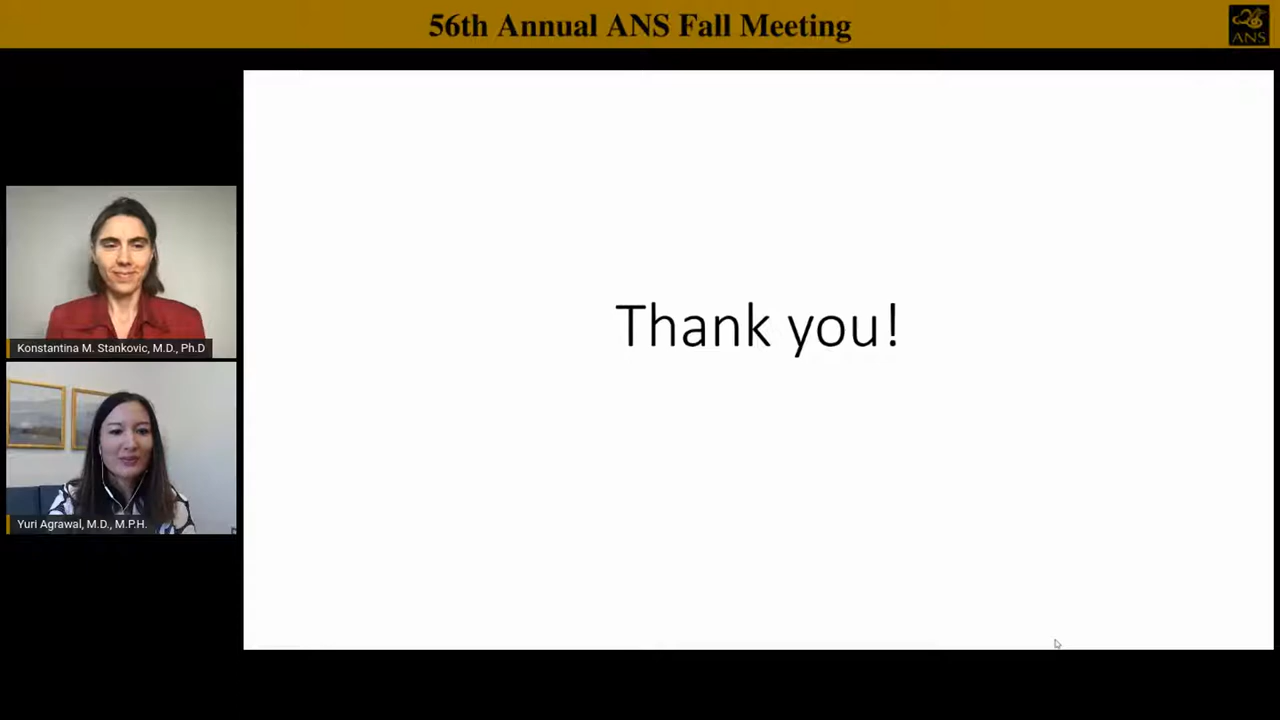 56th Annual ANS Fall Meeting
ANS
Konstantina M. Stankovic, M.D., Ph.D
Yuri Agrawal, M.D., M.P.H.
Thank you!